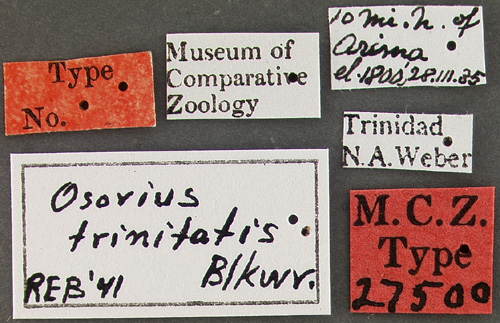 Type
No.
Museum of
Comparative
Zoology
10 mi. n. of
Arima
el. 1800, 28.III.35
Trinidad
N.A. Weber
Osorius
trinitatis
REB '41 Blkwr.
M.C.Z.
Type
27500